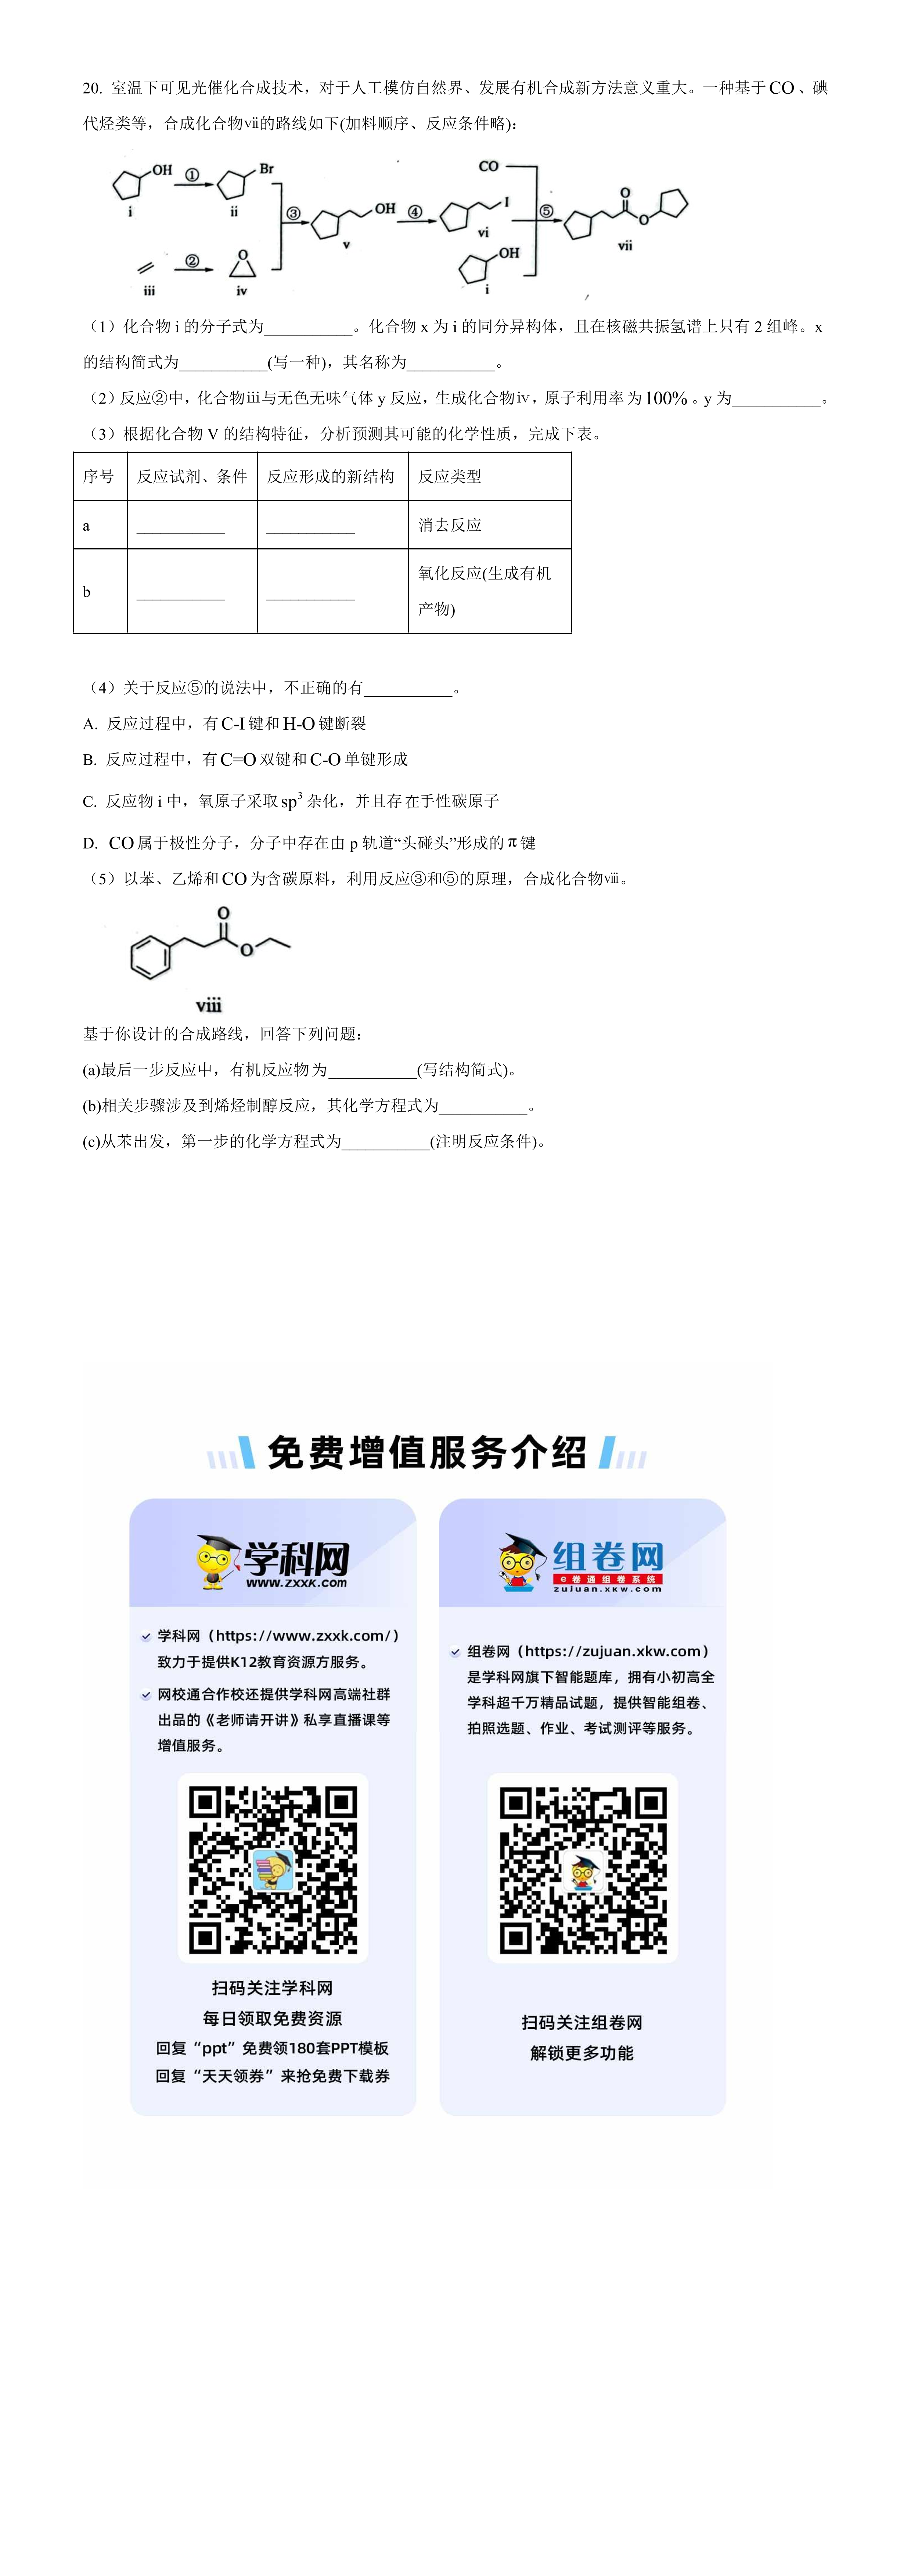 20. 室温下可见光催化合成技术，对于人工模仿自然界、发展有机合成新方法意义重大。一种基于CO、碘
代烃类等，合成化合物ⅶ的路线如下(加料顺序、反应条件略)：
OH ① Br
i ii
③ OH ④ I
v vi
② O
iii iv
CO
OH
i
⑤ O O
vii
（1）化合物 i 的分子式为___________。化合物 x 为 i 的同分异构体，且在核磁共振氢谱上只有 2 组峰。x
的结构简式为___________(写一种)，其名称为___________。
（2）反应②中，化合物ⅲ与无色无味气体 y 反应，生成化合物ⅳ，原子利用率为100%。y 为___________。
（3）根据化合物 V 的结构特征，分析预测其可能的化学性质，完成下表。
序号 反应试剂、条件 反应形成的新结构 反应类型
a ___________ ___________ 消去反应
b ___________ ___________ 氧化反应(生成有机
产物)
（4）关于反应⑤的说法中，不正确的有___________。
A. 反应过程中，有C-I键和H-O键断裂
B. 反应过程中，有C=O双键和C-O单键形成
C. 反应物 i 中，氧原子采取sp³杂化，并且存在手性碳原子
D. CO属于极性分子，分子中存在由 p 轨道“头碰头”形成的π键
（5）以苯、乙烯和CO为含碳原料，利用反应③和⑤的原理，合成化合物ⅷ。
O
O
viii
基于你设计的合成路线，回答下列问题：
(a)最后一步反应中，有机反应物为___________(写结构简式)。
(b)相关步骤涉及到烯烃制醇反应，其化学方程式为___________。
(c)从苯出发，第一步的化学方程式为___________(注明反应条件)。
免费增值服务介绍
学科网
www.zxxk.com
学科网（https://www.zxxk.com/）
致力于提供K12教育资源方服务。
网校通合作校还提供学科网高端社群
出品的《老师请开讲》私享直播课等
增值服务。
扫码关注学科网
每日领取免费资源
回复“ppt”免费领180套PPT模板
回复“天天领券”来抢免费下载券
组卷网
e卷通组卷系统
zujuan.xkw.com
组卷网（https://zujuan.xkw.com）
是学科网旗下智能题库，拥有小初高全
学科超千万精品试题，提供智能组卷、
拍照选题、作业、考试测评等服务。
扫码关注组卷网
解锁更多功能